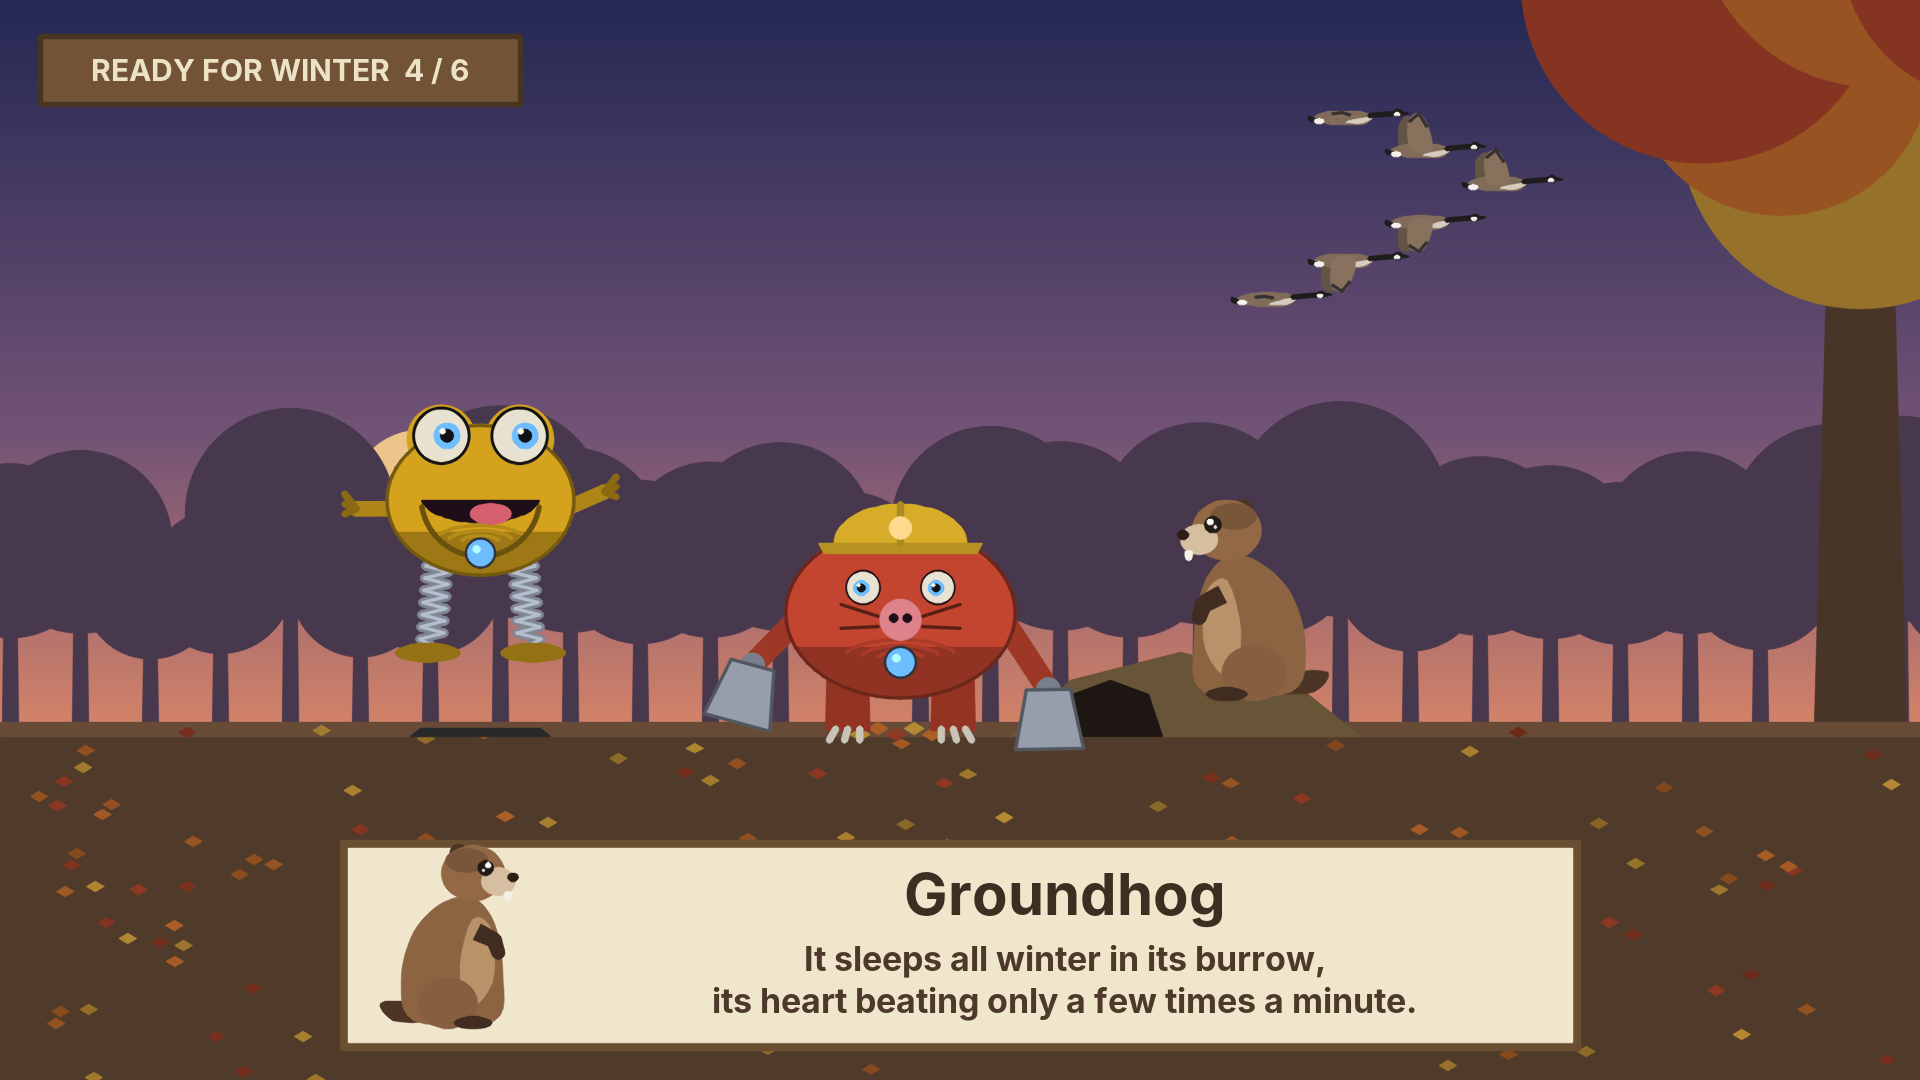 READY FOR WINTER 4 / 6
Groundhog
It sleeps all winter in its burrow,
its heart beating only a few times a minute.